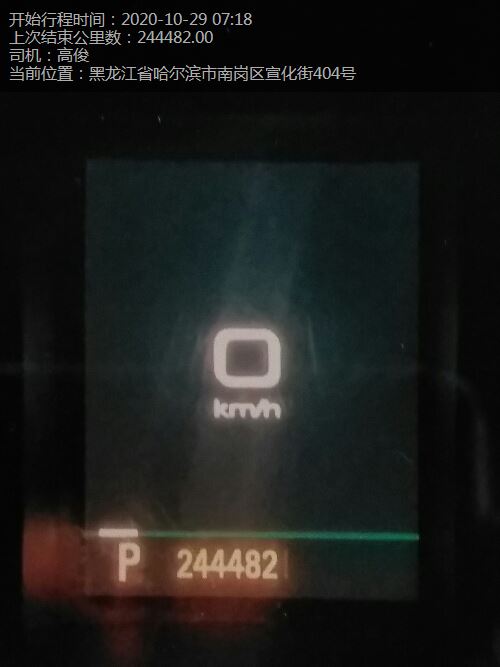 开始行程时间：2020-10-29 07:18
上次结束公里数：244482.00
司机：高俊
当前位置：黑龙江省哈尔滨市南岗区宣化街404号
0
km/h
P 244482